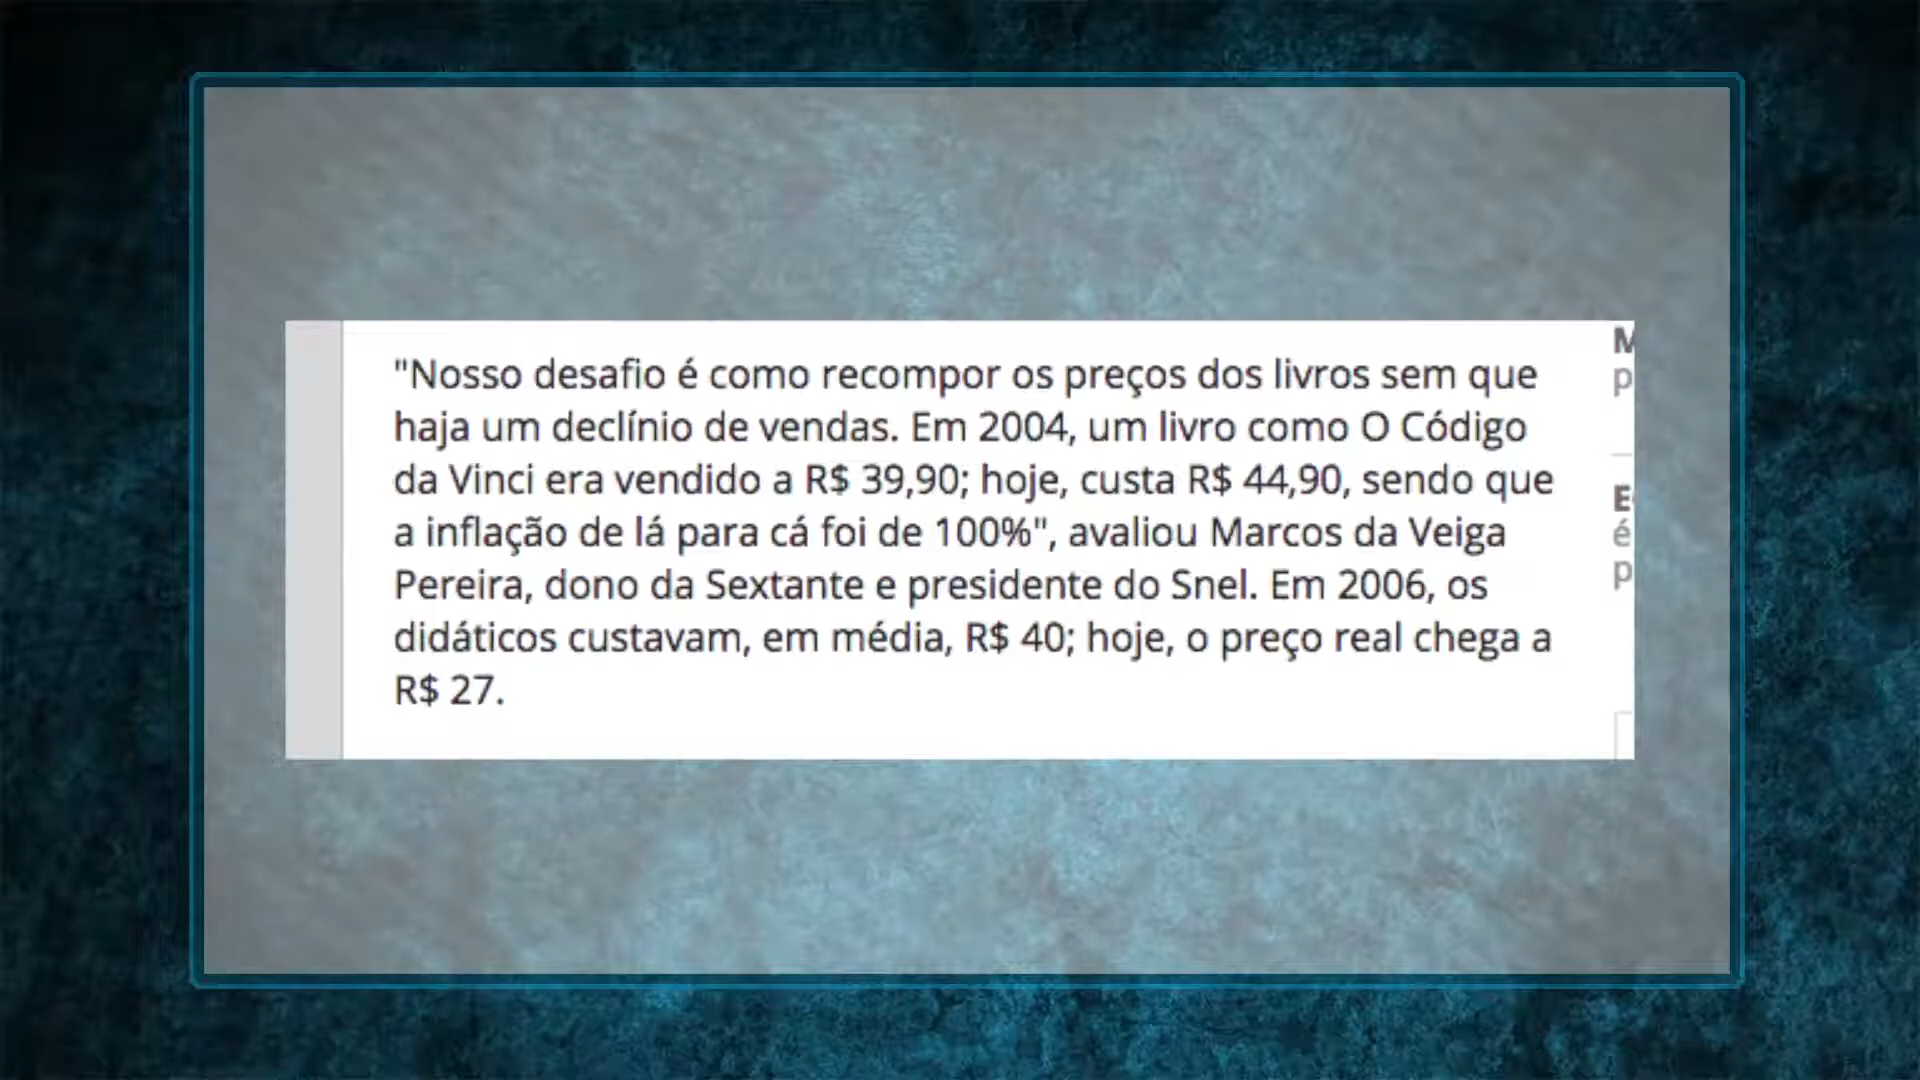 "Nosso desafio é como recompor os preços dos livros sem que
haja um declínio de vendas. Em 2004, um livro como O Código
da Vinci era vendido a R$ 39,90; hoje, custa R$ 44,90, sendo que
a inflação de lá para cá foi de 100%", avaliou Marcos da Veiga
Pereira, dono da Sextante e presidente do Snel. Em 2006, os
didáticos custavam, em média, R$ 40; hoje, o preço real chega a
R$ 27.